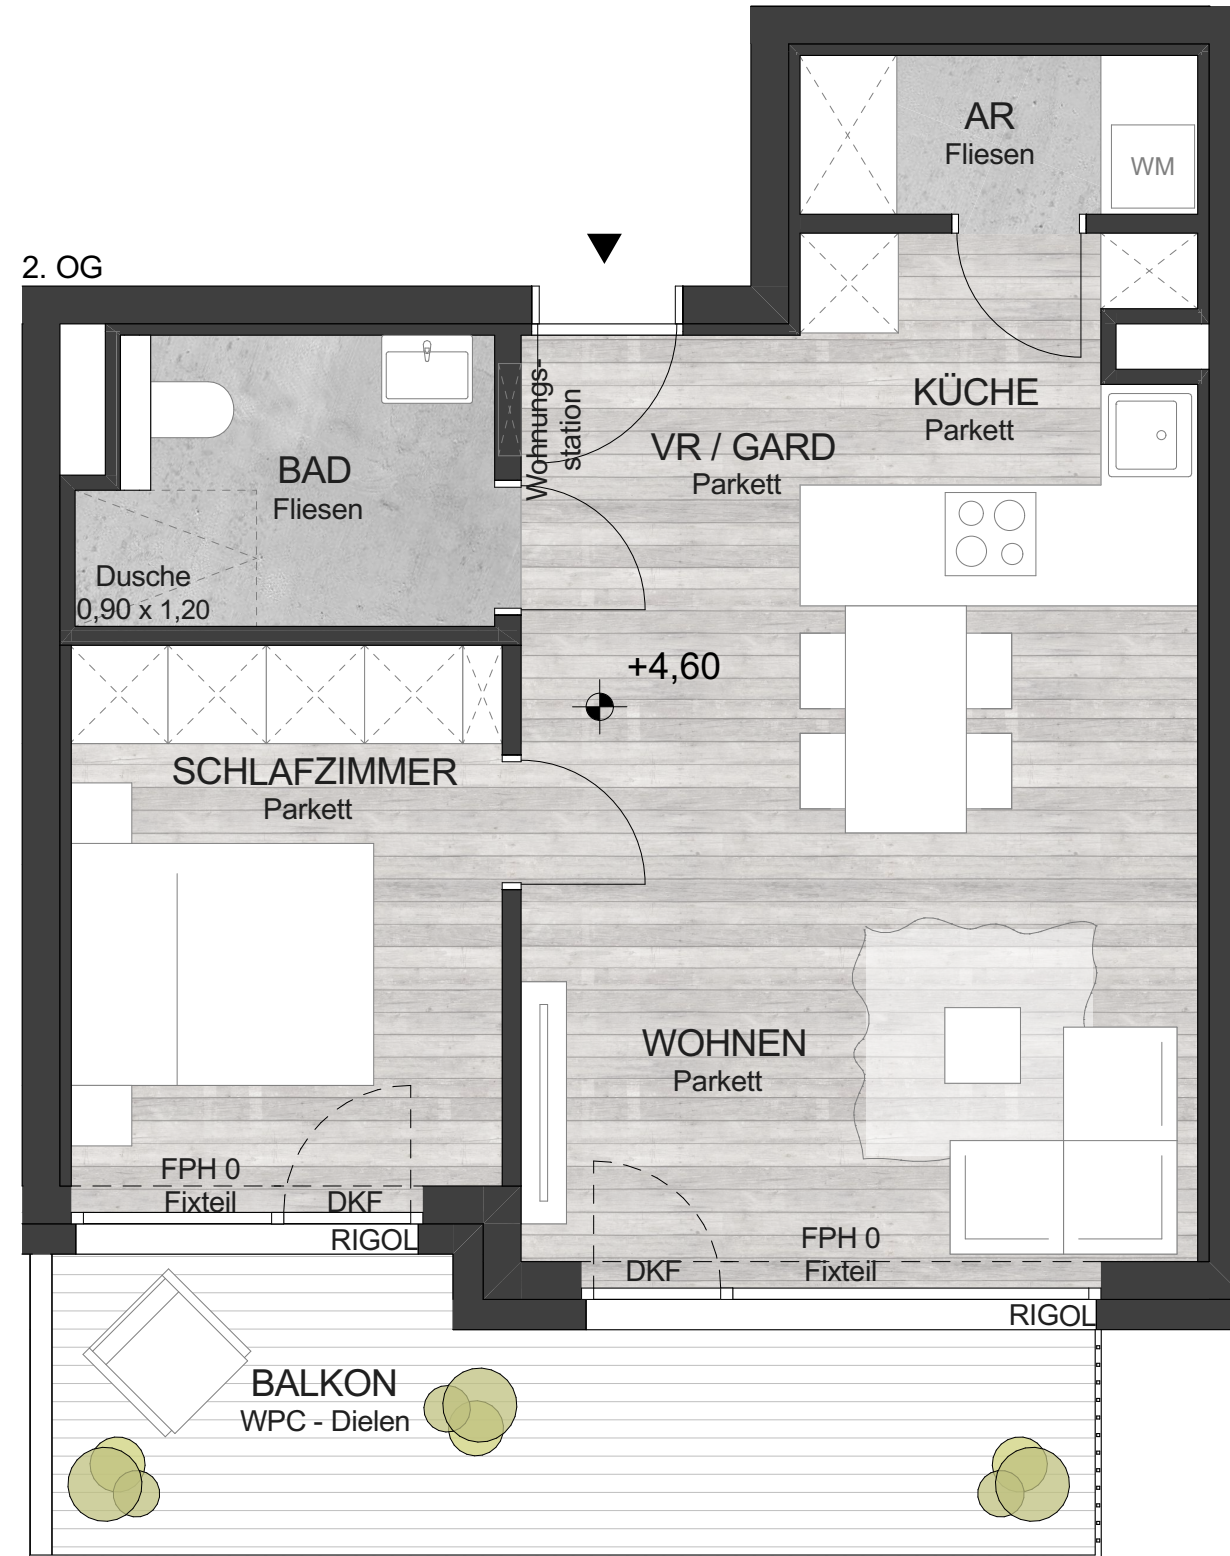 AR
Fliesen
WM
2. OG
Wohnungs-
station
KÜCHE
Parkett
VR / GARD
Parkett
BAD
Fliesen
Dusche
0,90 x 1,20
+4,60
SCHLAFZIMMER
Parkett
WOHNEN
Parkett
FPH 0
Fixteil
DKF
RIGOL
FPH 0
Fixteil
DKF
RIGOL
BALKON
WPC - Dielen